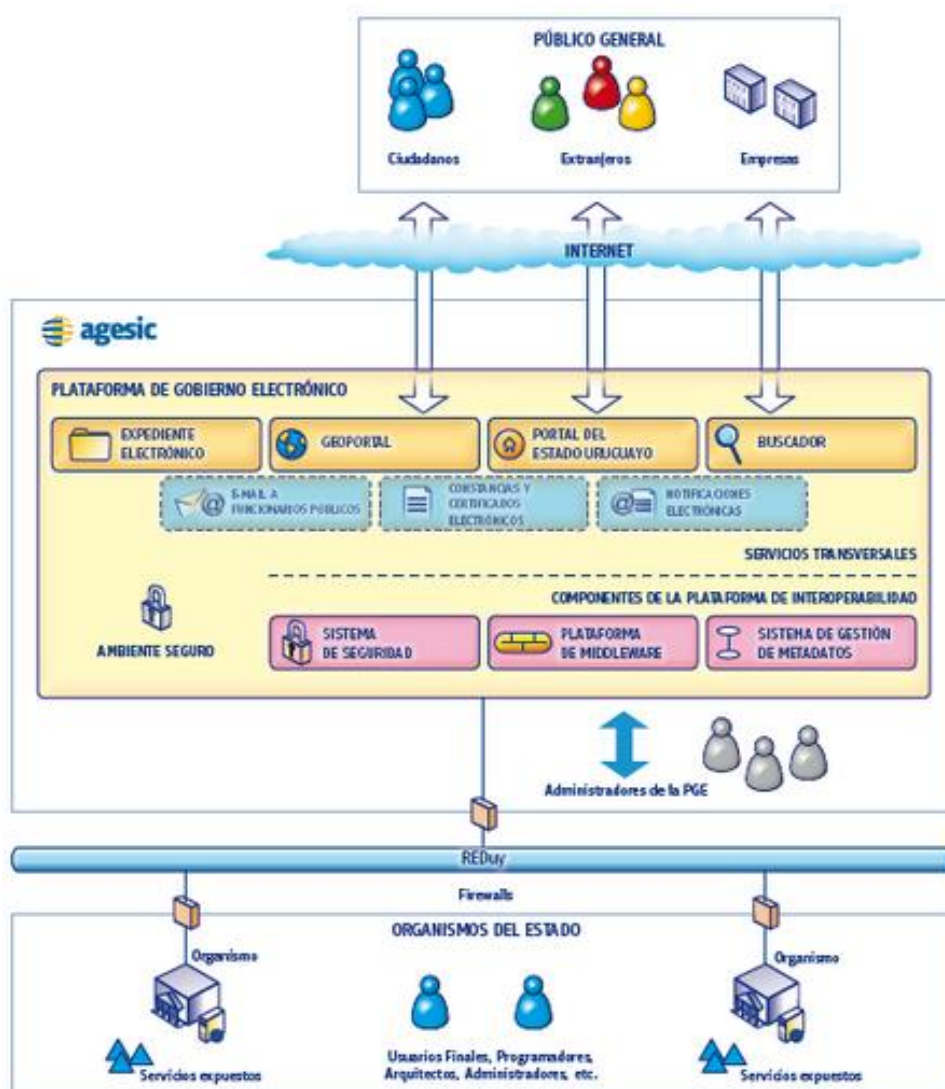 PÚBLICO GENERAL
Ciudadanos
Extranjeros
Empresas
INTERNET
agesic
PLATAFORMA DE GOBIERNO ELECTRÓNICO
EXPEDIENTE
ELECTRÓNICO
GEOPORTAL
PORTAL DEL
ESTADO URUGUAYO
BUSCADOR
E-MAIL A
FUNCIONARIOS PÚBLICOS
CONSTANCIAS Y
CERTIFICADOS
ELECTRÓNICOS
NOTIFICACIONES
ELECTRÓNICAS
SERVICIOS TRANSVERSALES
COMPONENTES DE LA PLATAFORMA DE INTEROPERABILIDAD
AMBIENTE SEGURO
SISTEMA
DE SEGURIDAD
PLATAFORMA
DE MIDDLEWARE
SISTEMA DE GESTIÓN
DE METADATOS
Administradores de la PGE
REDuy
Firewalls
ORGANISMOS DEL ESTADO
Organismo
Organismo
Servicios expuestos
Usuarios Finales, Programadores,
Arquitectos, Administradores, etc.
Servicios expuestos